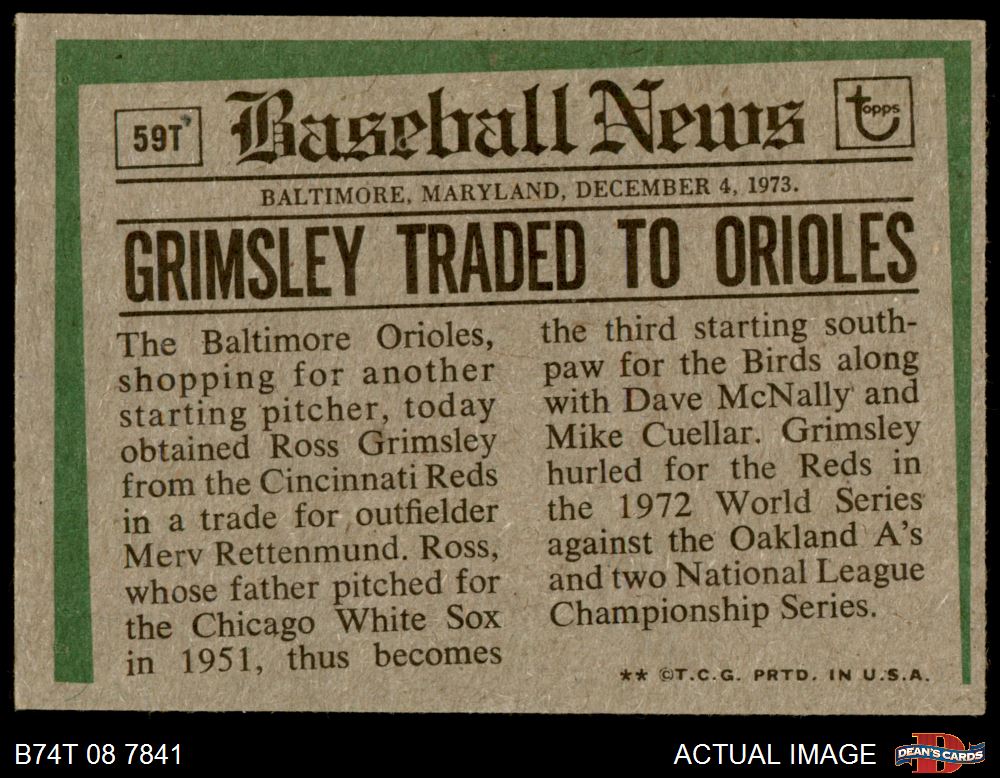 59T
Baseball News
topps
BALTIMORE, MARYLAND, DECEMBER 4, 1973.
GRIMSLEY TRADED TO ORIOLES
The Baltimore Orioles,
shopping for another
starting pitcher, today
obtained Ross Grimsley
from the Cincinnati Reds
in a trade for outfielder
Merv Rettenmund. Ross,
whose father pitched for
the Chicago White Sox
in 1951, thus becomes
the third starting south-
paw for the Birds along
with Dave McNally and
Mike Cuellar. Grimsley
hurled for the Reds in
the 1972 World Series
against the Oakland A's
and two National League
Championship Series.
** ©T.C.G. PRTD. IN U.S.A.
B74T 08 7841
ACTUAL IMAGE
DEAN'S CARDS